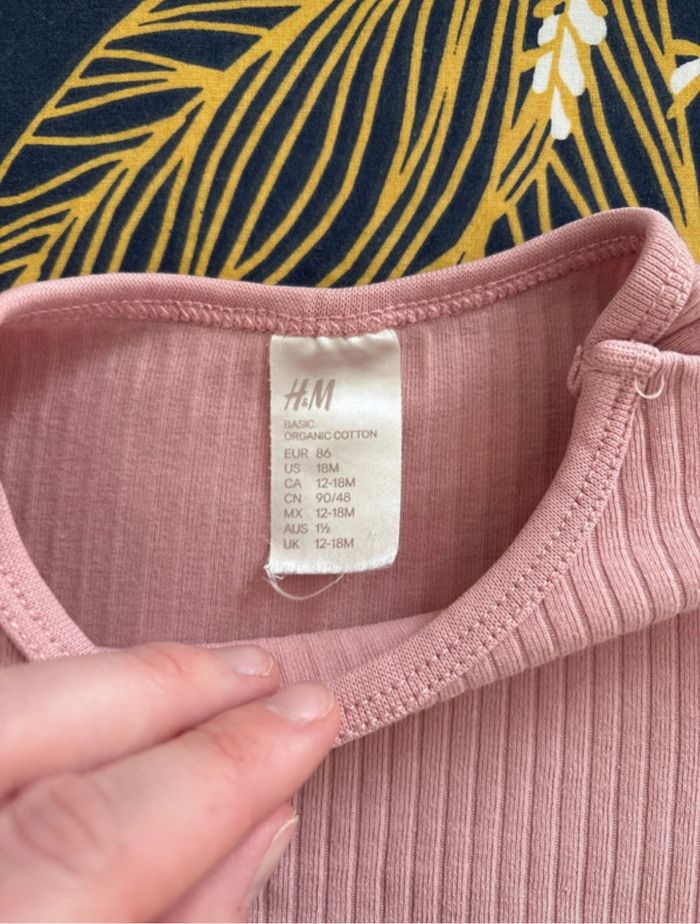 H&M
BASIC
ORGANIC COTTON
EUR 86
US 18M
CA 12-18M
CN 90/48
MX 12-18M
AUS 1½
UK 12-18M